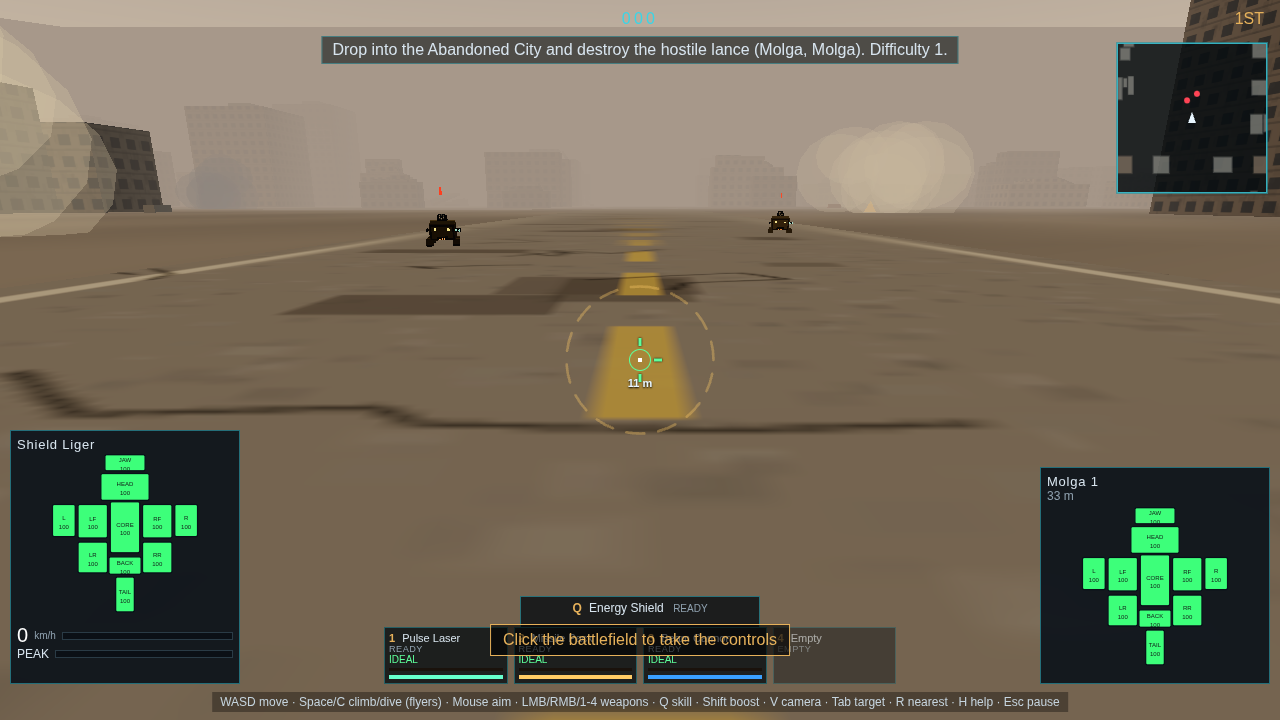 000
1ST
Drop into the Abandoned City and destroy the hostile lance (Molga, Molga). Difficulty 1.
11 m
Shield Liger
JAW
100
HEAD
100
L
100
LF
100
CORE
100
RF
100
R
100
LR
100
BACK
100
RR
100
TAIL
100
0 km/h
PEAK
Molga 1
33 m
JAW
100
HEAD
100
L
100
LF
100
CORE
100
RF
100
R
100
LR
100
BACK
100
RR
100
TAIL
100
Q Energy Shield READY
Click the battlefield to take the controls
1 Pulse Laser
READY
IDEAL
READY
IDEAL
READY
IDEAL
4 Empty
EMPTY
WASD move · Space/C climb/dive (flyers) · Mouse aim · LMB/RMB/1-4 weapons · Q skill · Shift boost · V camera · Tab target · R nearest · H help · Esc pause